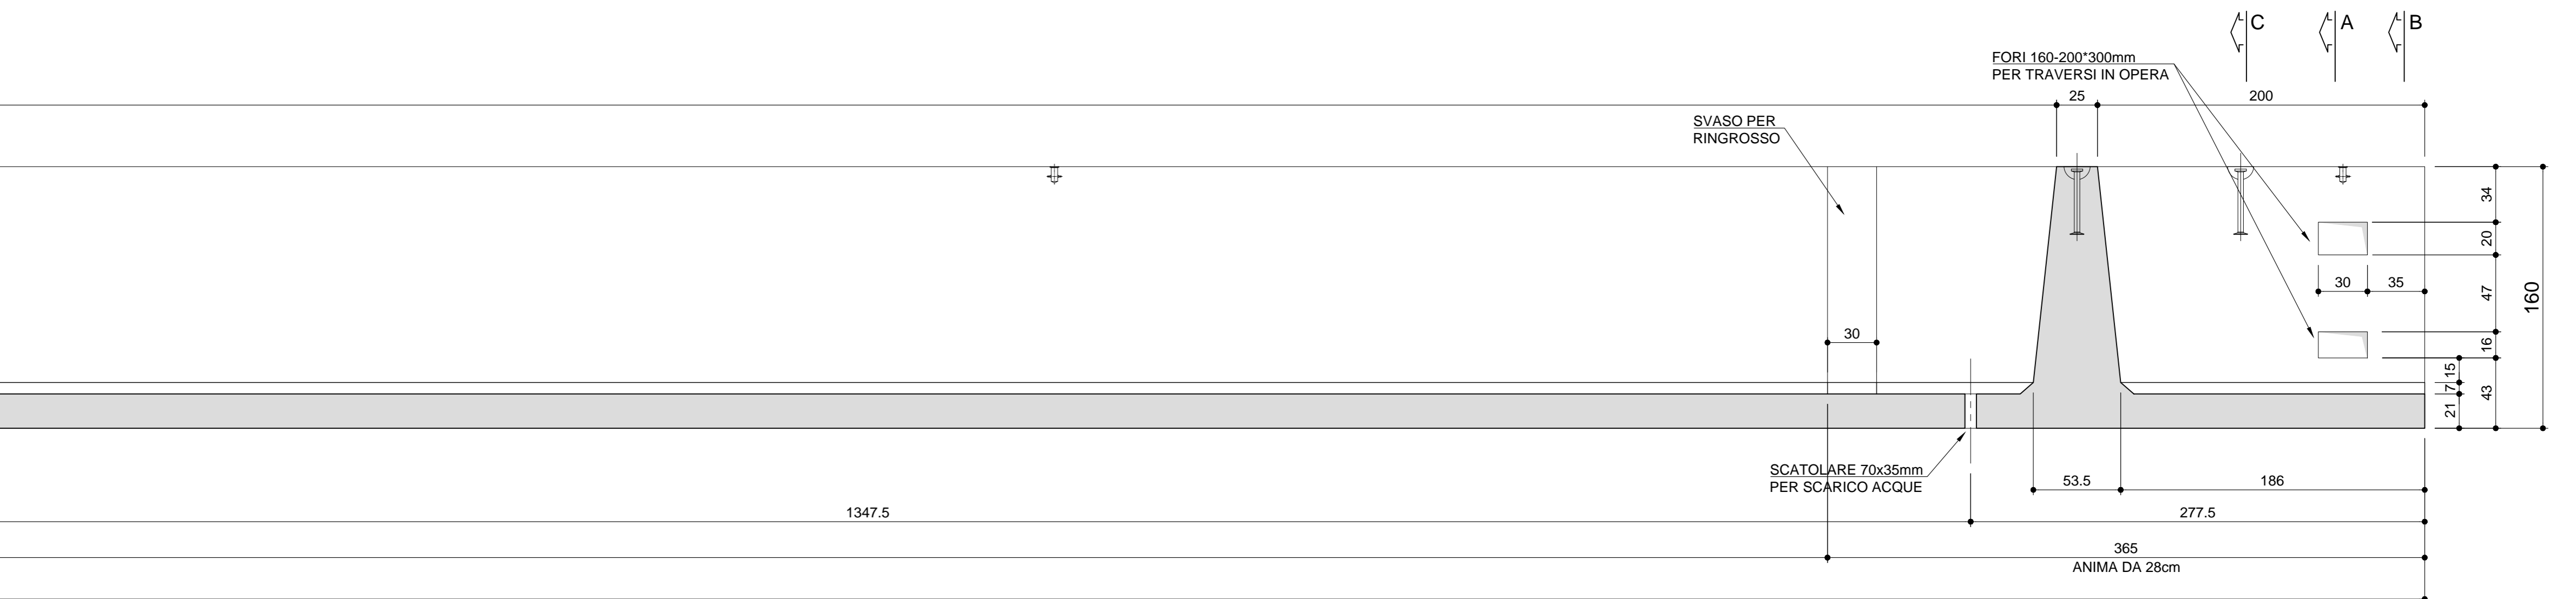 C
A
B
FORI 160-200*300mm
PER TRAVERSI IN OPERA
25
200
SVASO PER
RINGROSSO
34
20
30
35
47
160
30
16
15
7
43
21
SCATOLARE 70x35mm
PER SCARICO ACQUE
53.5
186
1347.5
277.5
365
ANIMA DA 28cm